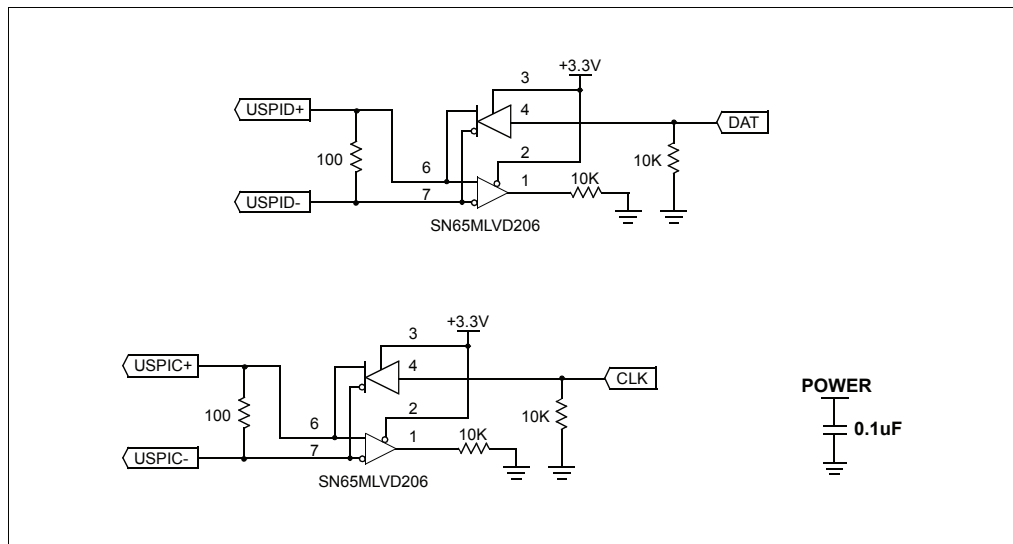 +3.3V
3
USPID+
4
DAT
100
2
10K
6
1
10K
USPID-
7
SN65MLVD206
+3.3V
3
USPIC+
4
CLK
POWER
100
2
10K
0.1uF
6
1
10K
USPIC-
7
SN65MLVD206